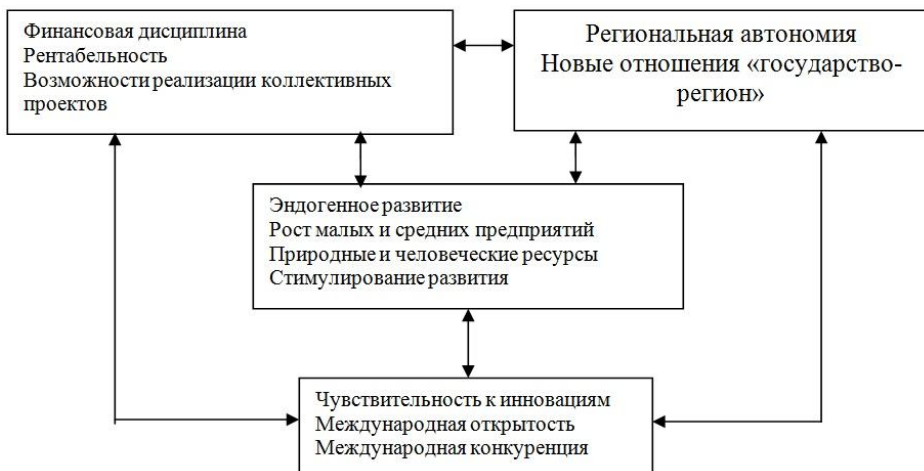 Финансовая дисциплина
Рентабельность
Возможности реализации коллективных
проектов
Региональная автономия
Новые отношения «государство-
регион»
Эндогенное развитие
Рост малых и средних предприятий
Природные и человеческие ресурсы
Стимулирование развития
Чувствительность к инновациям
Международная открытость
Международная конкуренция